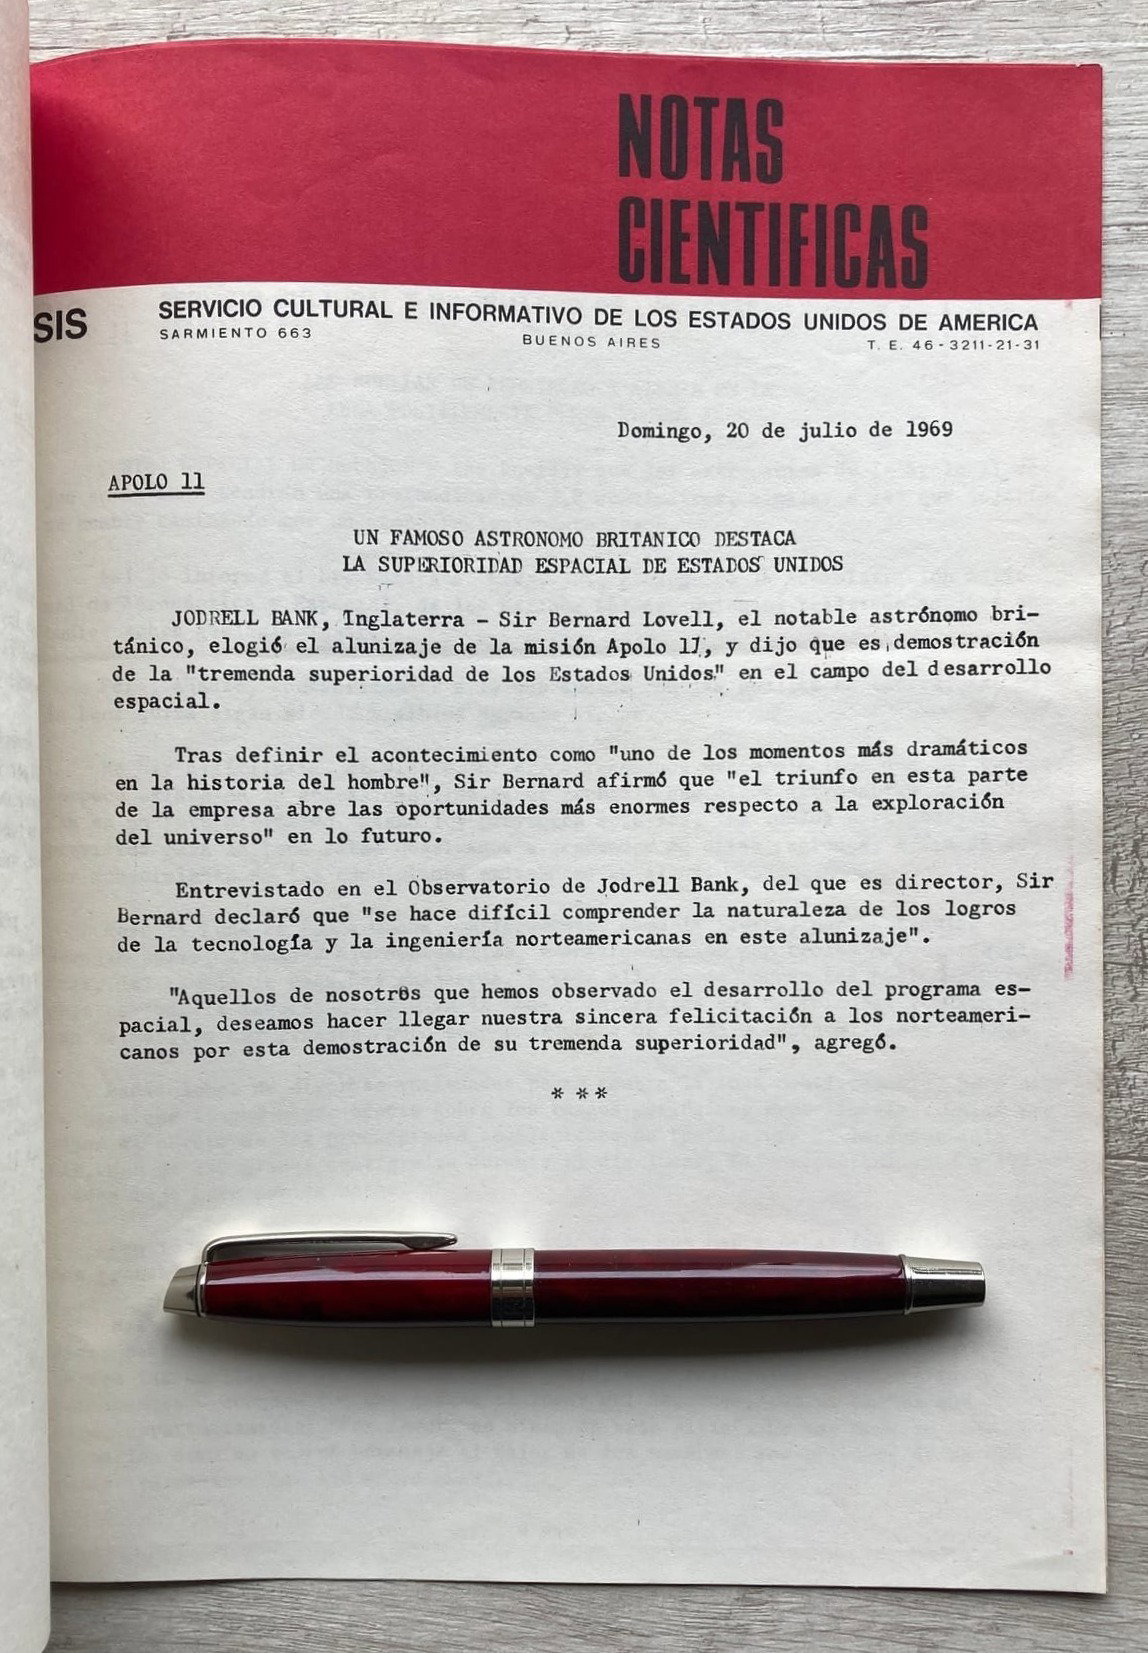 NOTAS
CIENTIFICAS
SIS
SERVICIO CULTURAL E INFORMATIVO DE LOS ESTADOS UNIDOS DE AMERICA
SARMIENTO 663 BUENOS AIRES T. E. 46-3211-21-31
Domingo, 20 de julio de 1969
APOLO 11
UN FAMOSO ASTRONOMO BRITANICO DESTACA
LA SUPERIORIDAD ESPACIAL DE ESTADOS UNIDOS
JODRELL BANK, Inglaterra - Sir Bernard Lovell, el notable astrónomo bri-
tánico, elogió el alunizaje de la misión Apolo 11, y dijo que es demostración
de la "tremenda superioridad de los Estados Unidos" en el campo del desarrollo
espacial.
Tras definir el acontecimiento como "uno de los momentos más dramáticos
en la historia del hombre", Sir Bernard afirmó que "el triunfo en esta parte
de la empresa abre las oportunidades más enormes respecto a la exploración
del universo" en lo futuro.
Entrevistado en el Observatorio de Jodrell Bank, del que es director, Sir
Bernard declaró que "se hace difícil comprender la naturaleza de los logros
de la tecnología y la ingeniería norteamericanas en este alunizaje".
"Aquellos de nosotros que hemos observado el desarrollo del programa es-
pacial, deseamos hacer llegar nuestra sincera felicitación a los norteameri-
canos por esta demostración de su tremenda superioridad", agregó.
* * *